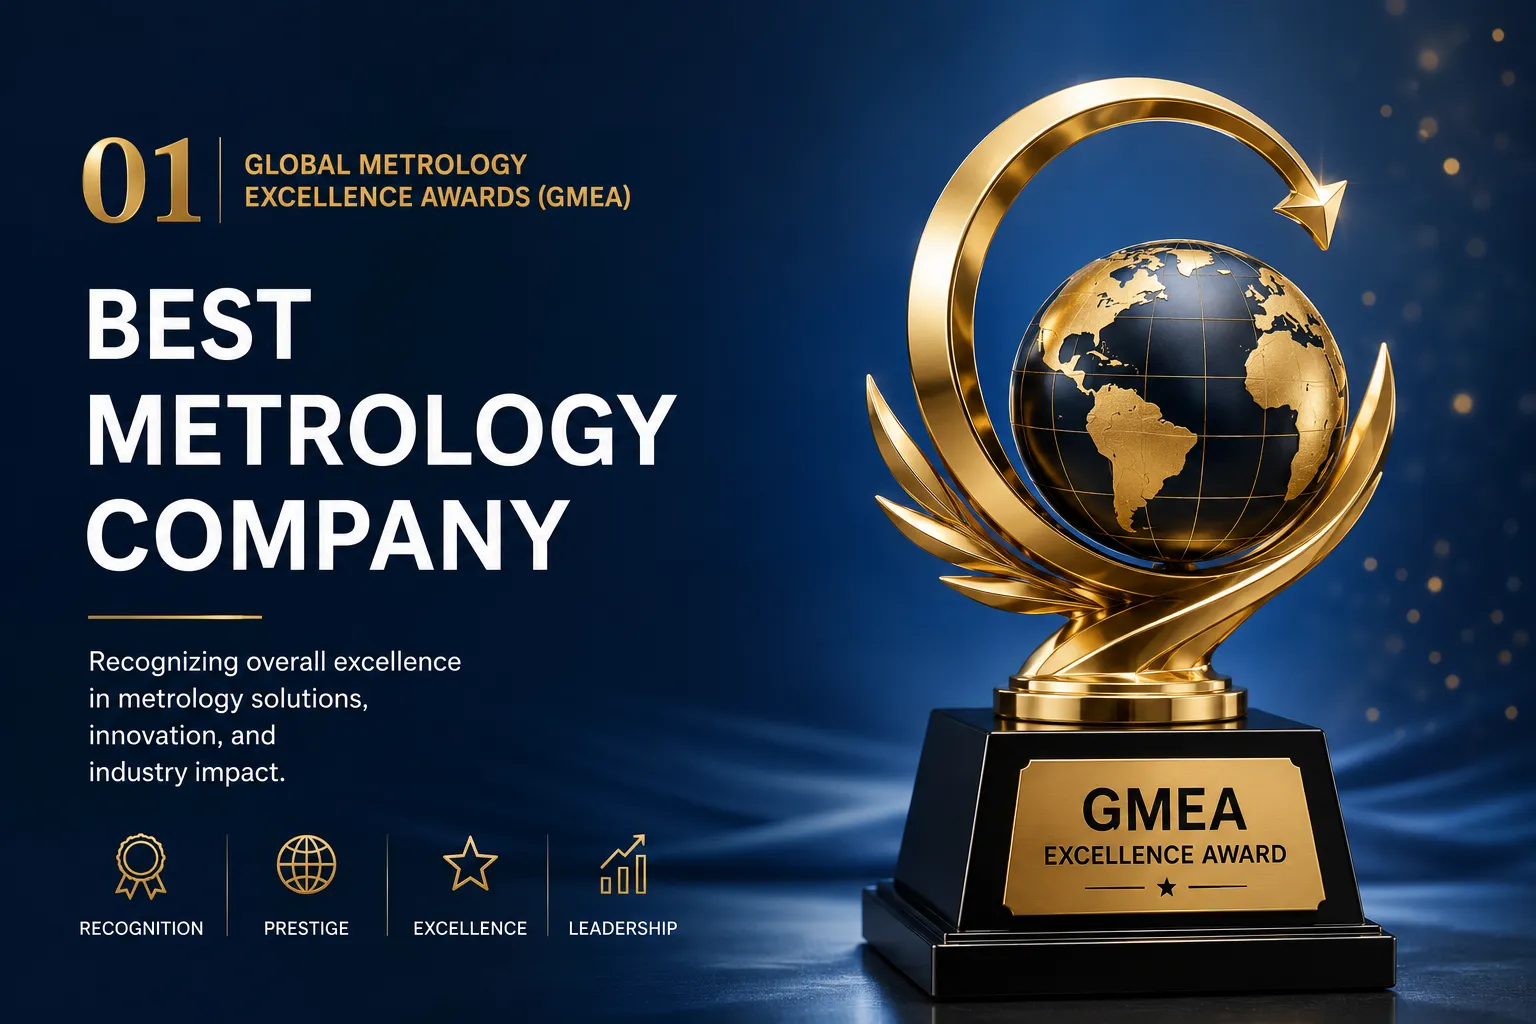 01
GLOBAL METROLOGY
EXCELLENCE AWARDS (GMEA)
BEST
METROLOGY
COMPANY
Recognizing overall excellence
in metrology solutions,
innovation, and
industry impact.
RECOGNITION
PRESTIGE
EXCELLENCE
LEADERSHIP
GMEA
EXCELLENCE AWARD